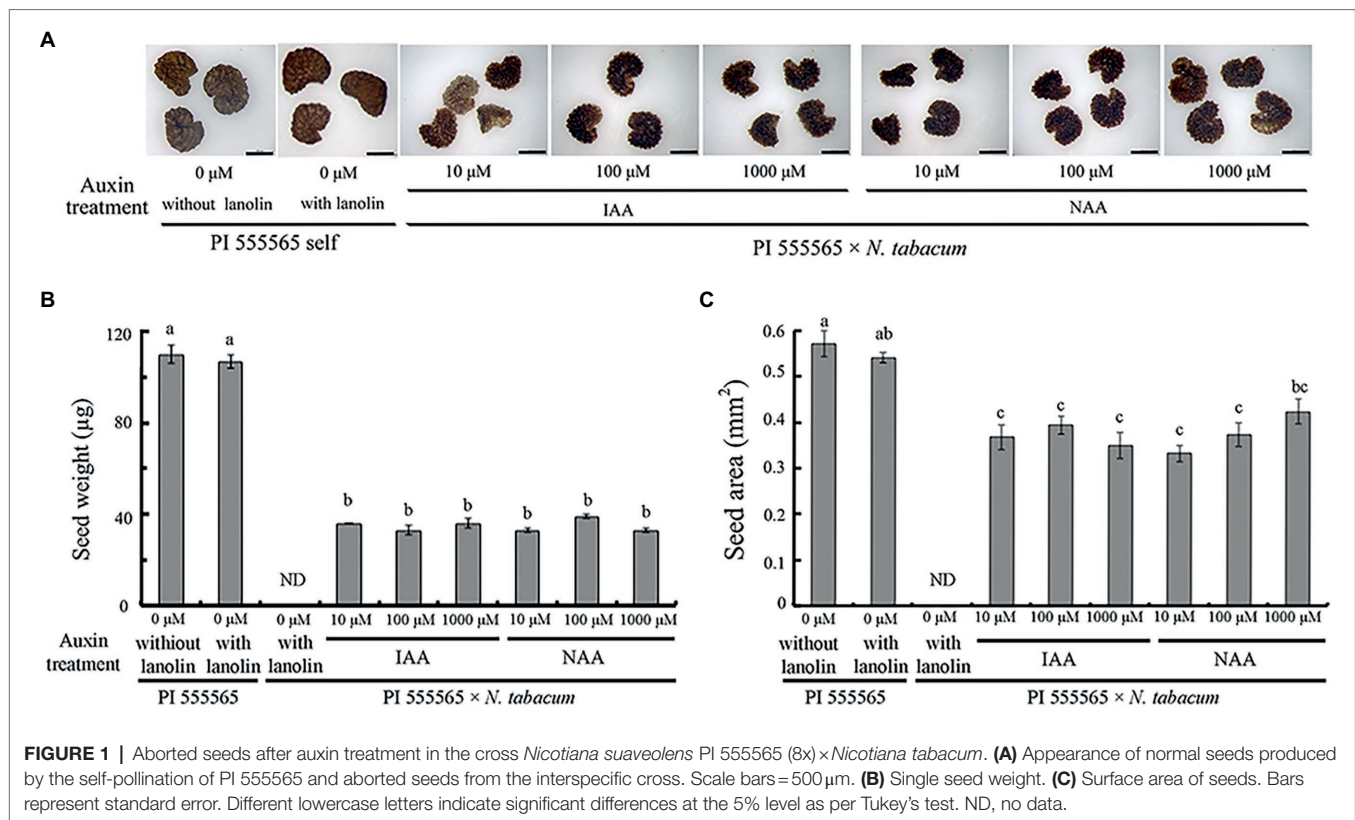 A
0 μM 0 μM 10 μM 100 μM 1000 μM 10 μM 100 μM 1000 μM
Auxin
treatment without lanolin with lanolin IAA NAA
PI 555565 self PI 555565 × N. tabacum
B
Seed weight (μg)
120
80
40
0
a a ND b b b b b b
0 μM 0 μM 0 μM 10 μM 100 μM 1000 μM 10 μM 100 μM 1000 μM
Auxin
treatment
withiout
lanolin
with
lanolin
with
lanolin
IAA NAA
PI 555565 PI 555565 × N. tabacum
C
Seed area (mm²)
0.6
0.5
0.4
0.3
0.1
0
a ab ND c c c c c bc
0 μM 0 μM 0 μM 10 μM 100 μM 1000 μM 10 μM 100 μM 1000 μM
Auxin
treatment
without
lanolin
with
lanolin
with
lanolin
IAA NAA
PI 555565 PI 555565 × N. tabacum
FIGURE 1 | Aborted seeds after auxin treatment in the cross Nicotiana suaveolens PI 555565 (8x) × Nicotiana tabacum. (A) Appearance of normal seeds produced
by the self-pollination of PI 555565 and aborted seeds from the interspecific cross. Scale bars = 500 μm. (B) Single seed weight. (C) Surface area of seeds. Bars
represent standard error. Different lowercase letters indicate significant differences at the 5% level as per Tukey's test. ND, no data.